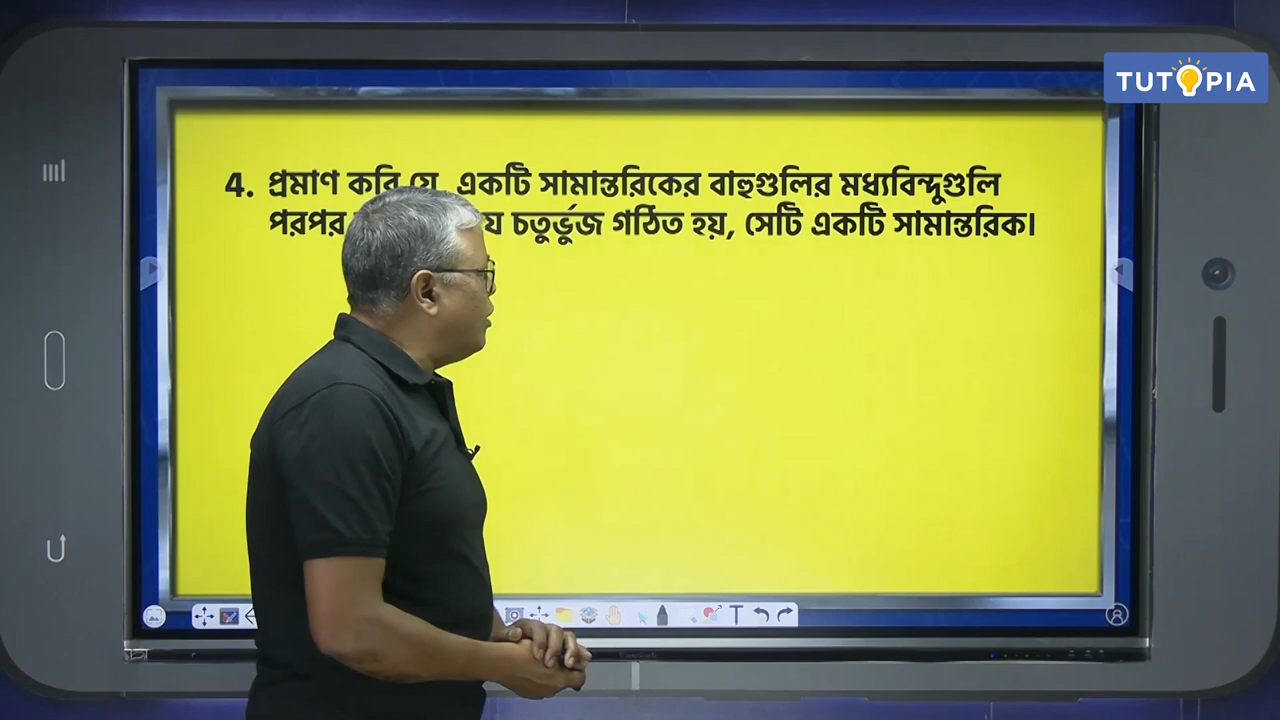 TUTOPIA
4. প্রমাণ করি যে, একটি সামান্তরিকের বাহুগুলির মধ্যবিন্দুগুলি
পরপর যে চতুর্ভুজ গঠিত হয়, সেটি একটি সামান্তরিক।